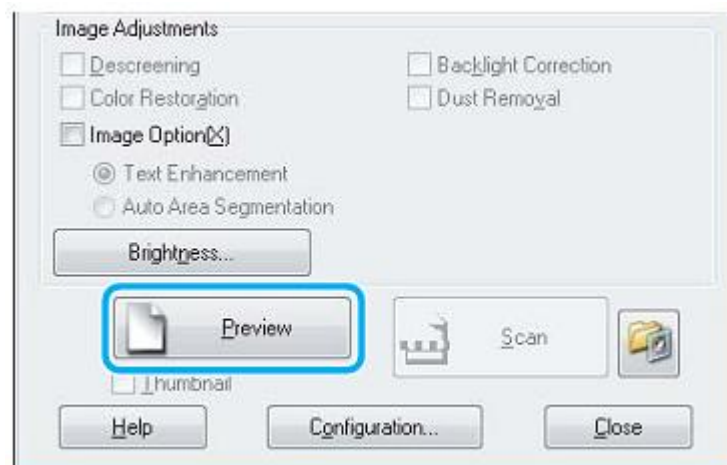 Image Adjustments
Descreening Backlight Correction
Color Restoration Dust Removal
Image Option(X)
Text Enhancement
Auto Area Segmentation
Brightness...
Preview Scan
Thumbnail
Help Configuration... Close